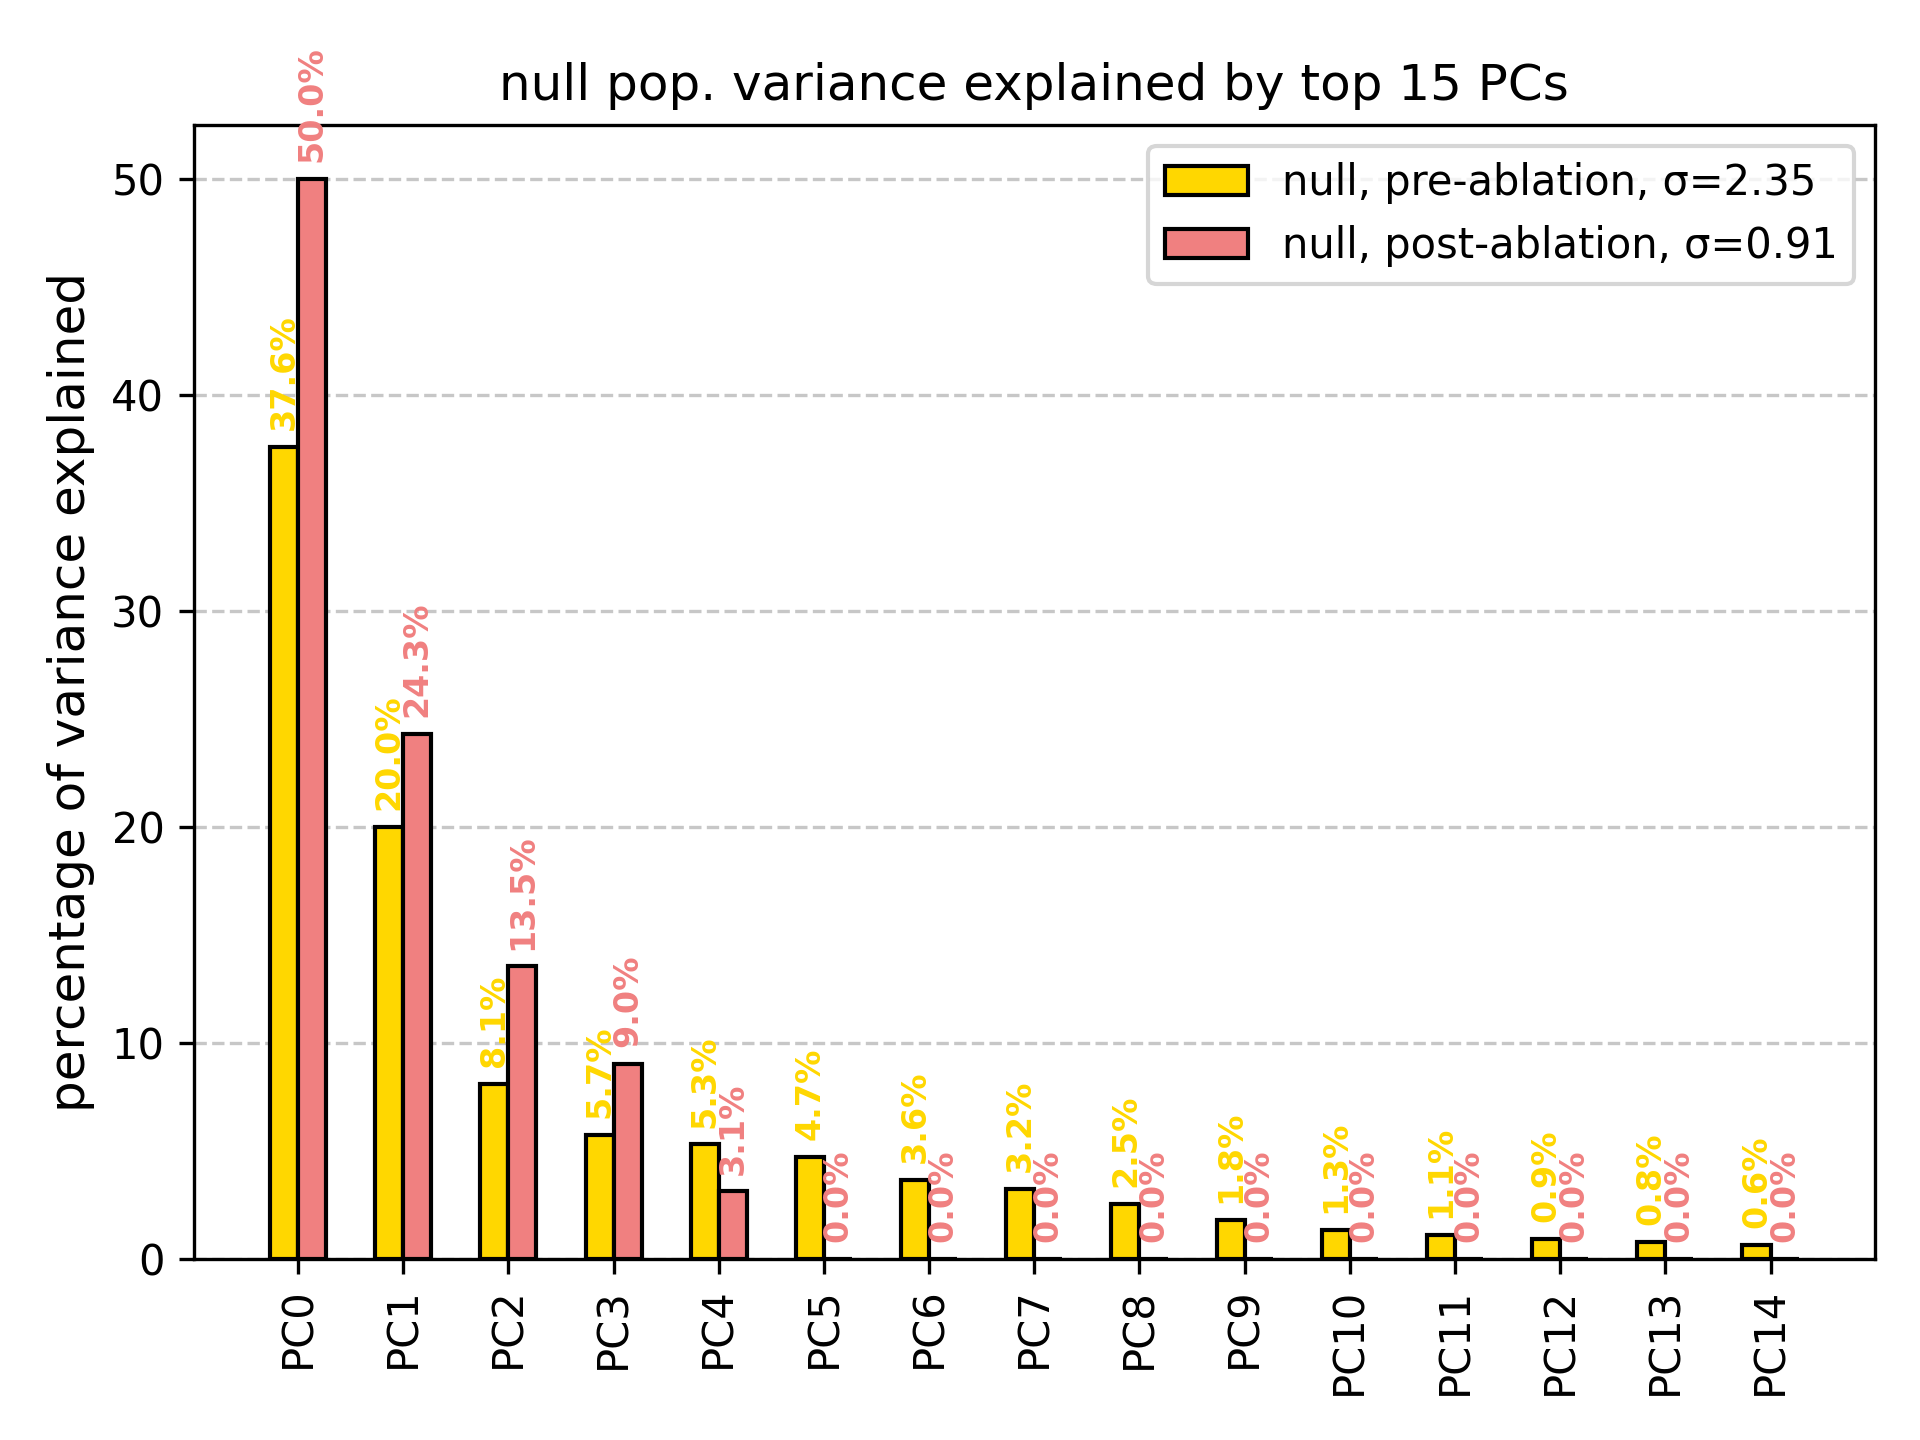 null pop. variance explained by top 15 PCs
null, pre-ablation, σ=2.35
null, post-ablation, σ=0.91
percentage of variance explained
50
40
30
20
10
0
37.6%
50.0%
20.0%
24.3%
8.1%
13.5%
5.7%
9.0%
5.3%
3.1%
4.7%
0.0%
3.6%
0.0%
3.2%
0.0%
2.5%
0.0%
1.8%
0.0%
1.3%
0.0%
1.1%
0.0%
0.9%
0.0%
0.8%
0.0%
0.6%
0.0%
PC0
PC1
PC2
PC3
PC4
PC5
PC6
PC7
PC8
PC9
PC10
PC11
PC12
PC13
PC14